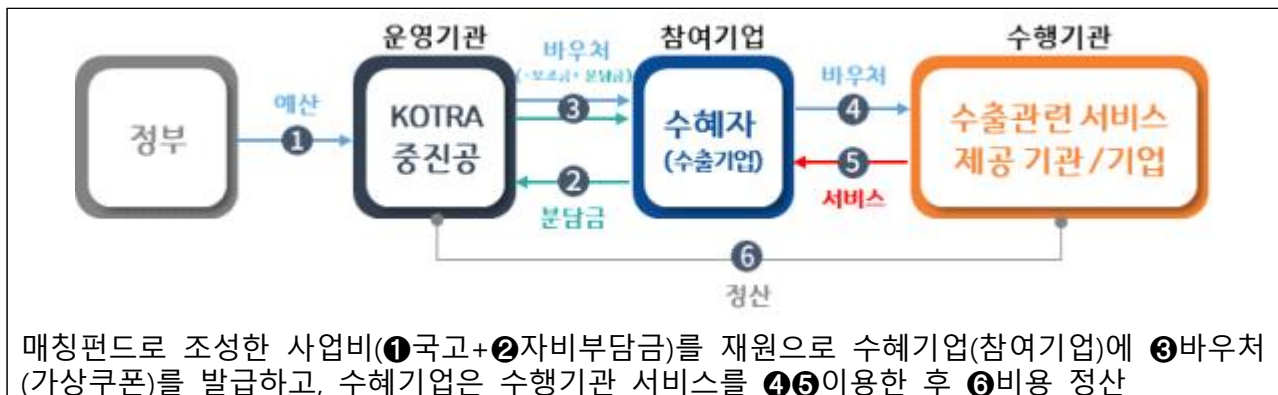 운영기관
참여기업
수행기관
정부
예산
❶
KOTRA
중진공
바우처
❸
❷
분담금
수혜자
(수출기업)
바우처
❹
❺
서비스
수출관련 서비스
제공 기관/기업
❻
정산
매칭펀드로 조성한 사업비(❶국고+❷자비부담금)를 재원으로 수혜기업(참여기업)에 ❸바우처
(가상쿠폰)를 발급하고, 수혜기업은 수행기관 서비스를 ❹❺이용한 후 ❻비용 정산